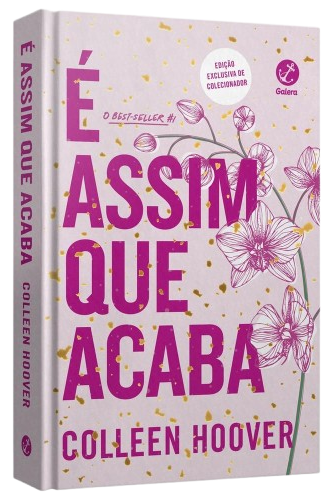 É
O BEST-SELLER #1
ASSIM
QUE
ACABA
COLLEEN HOOVER
EDIÇÃO
EXCLUSIVA DE
COLECIONADOR
Galera
É ASSIM QUE ACABA
COLLEEN HOOVER